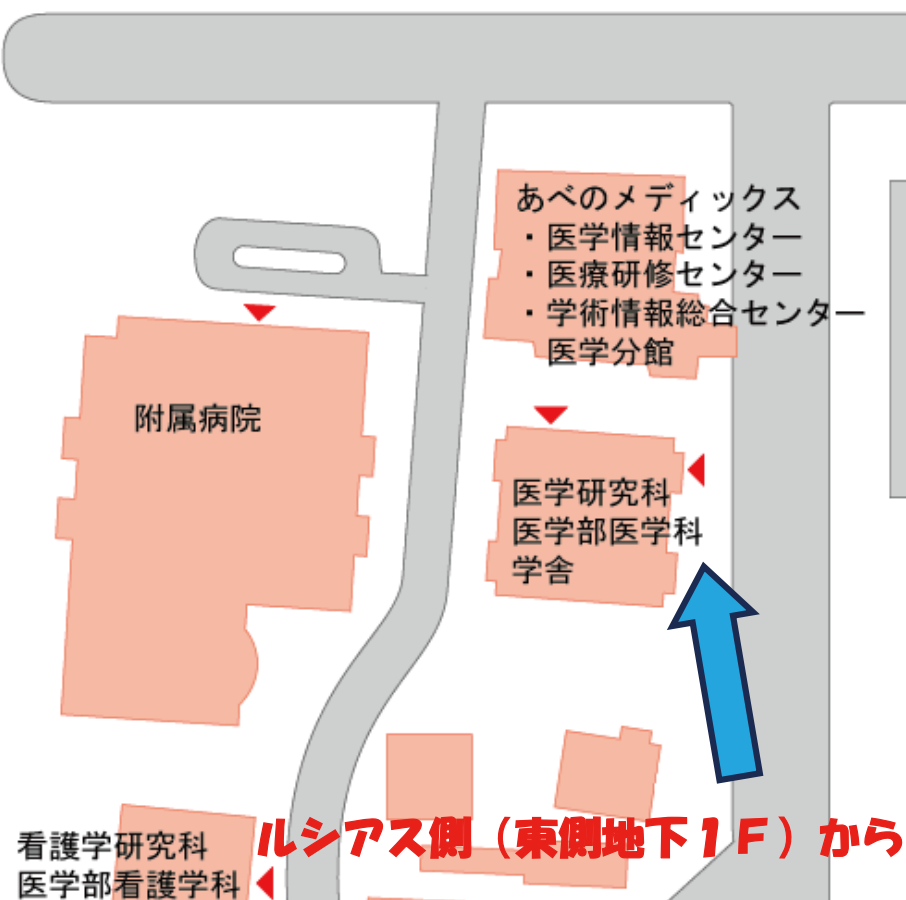 あべのメディックス
・医学情報センター
・医療研修センター
・学術情報総合センター
医学分館
附属病院
医学研究科
医学部医学科
学舎
ルシアス側（東側地下１Ｆ）から
看護学研究科
医学部看護学科